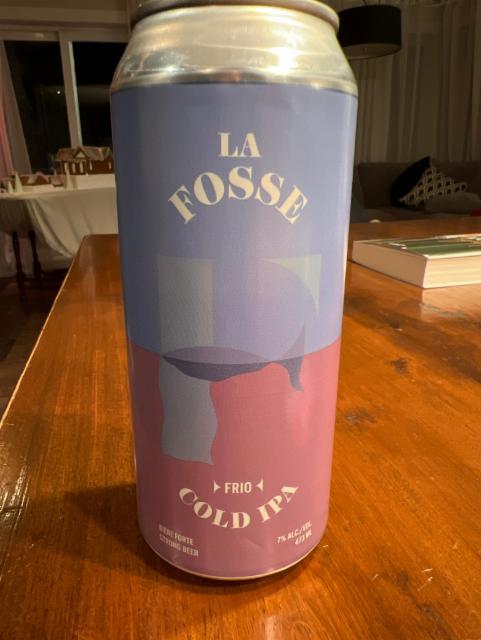 LA
FOSSE
FRIO
COLD IPA
BIÈRE FORTE
STRONG BEER
7% ALC./VOL.
473 ML